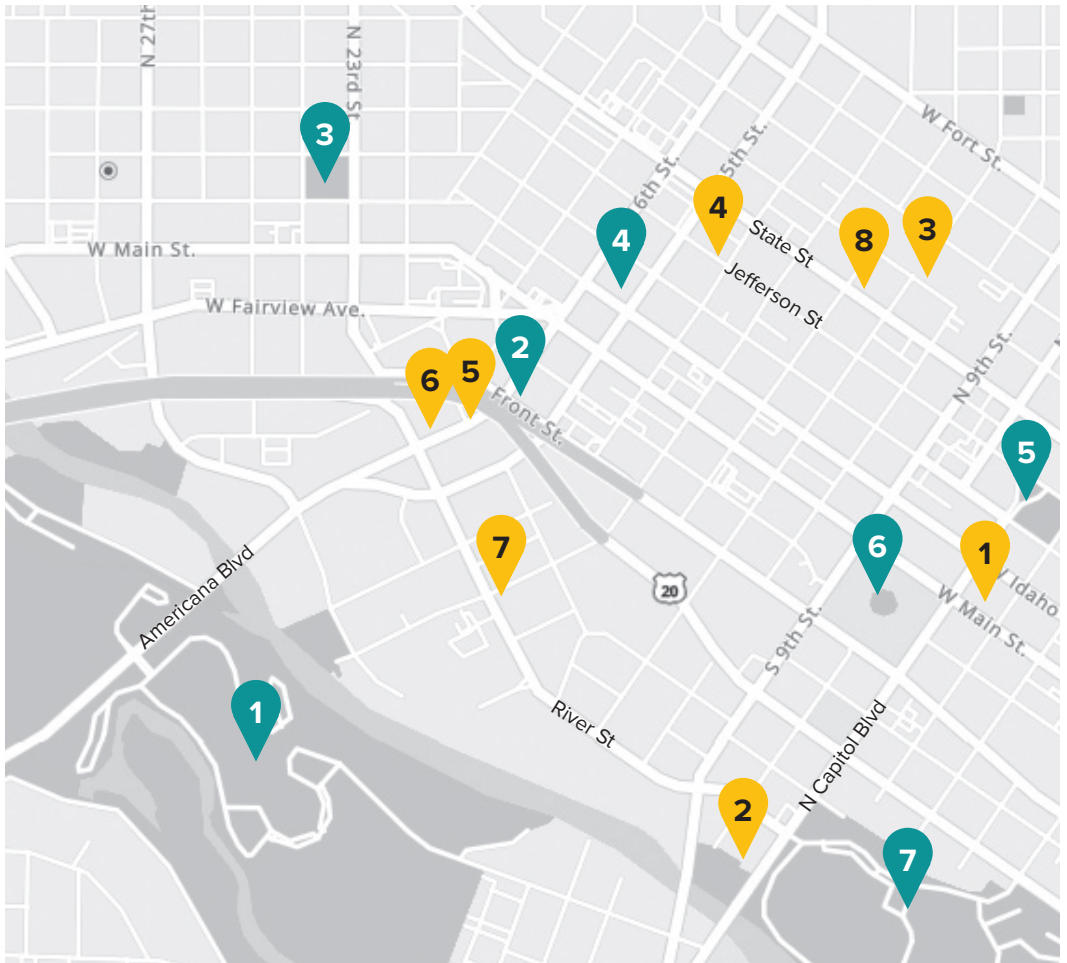 N 27th
N 23rd St
3
W Fort St.
5th St.
6th St.
4
4
State St
8
3
Jefferson St
W Main St.
W Fairview Ave.
2
5
6
Front St.
N 9th St.
5
7
6
1
20
W Main St.
Idaho
Americana Blvd
S 9th St.
1
River St
N Capitol Blvd
2
7